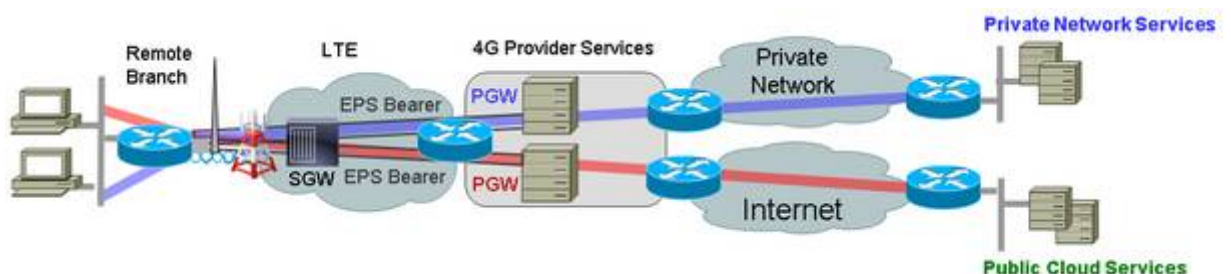 Private Network Services
Remote
Branch
LTE
4G Provider Services
Private
Network
EPS Bearer
PGW
SGW
EPS Bearer
PGW
Internet
Public Cloud Services